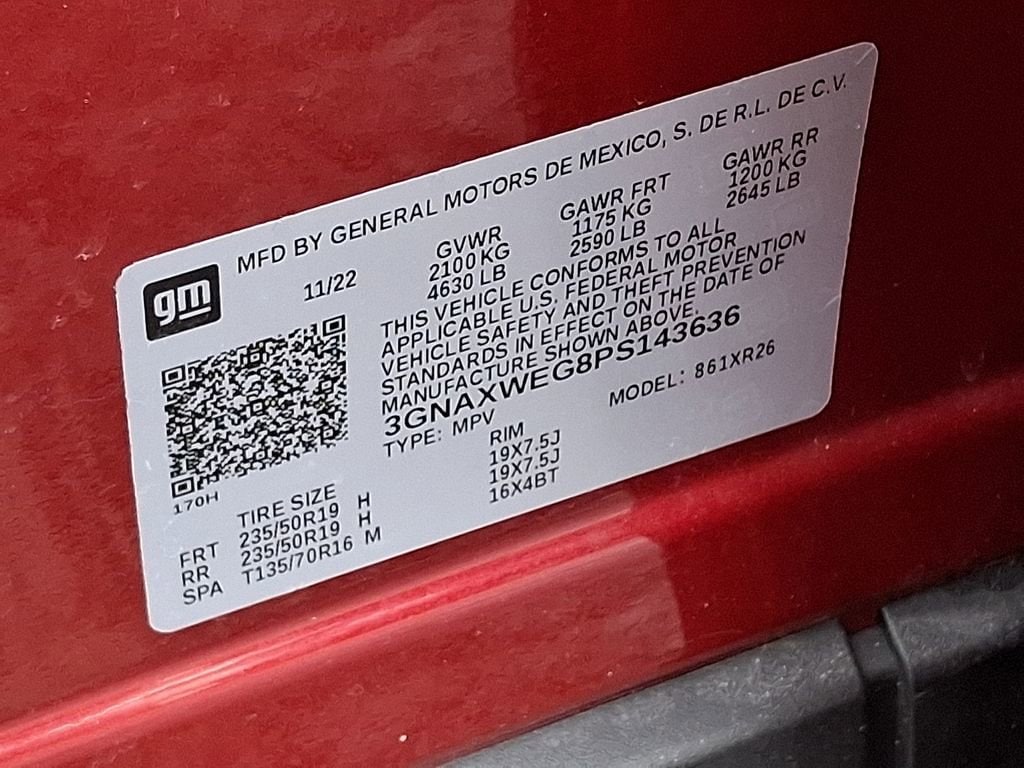 MFD BY GENERAL MOTORS DE MEXICO, S. DE R.L. DE C.V.
gm
11/22
GVWR GAWR FRT GAWR RR
2100 KG 1175 KG 1200 KG
4630 LB 2590 LB 2645 LB
THIS VEHICLE CONFORMS TO ALL
APPLICABLE U.S. FEDERAL MOTOR
VEHICLE SAFETY AND THEFT PREVENTION
STANDARDS IN EFFECT ON THE DATE OF
MANUFACTURE SHOWN ABOVE.
3GNAXWEG8PS143636
TYPE: MPV MODEL: 861XR26
170H
TIRE SIZE RIM
FRT 235/50R19 H 19X7.5J
RR 235/50R19 H 19X7.5J
SPA T135/70R16 M 16X4BT